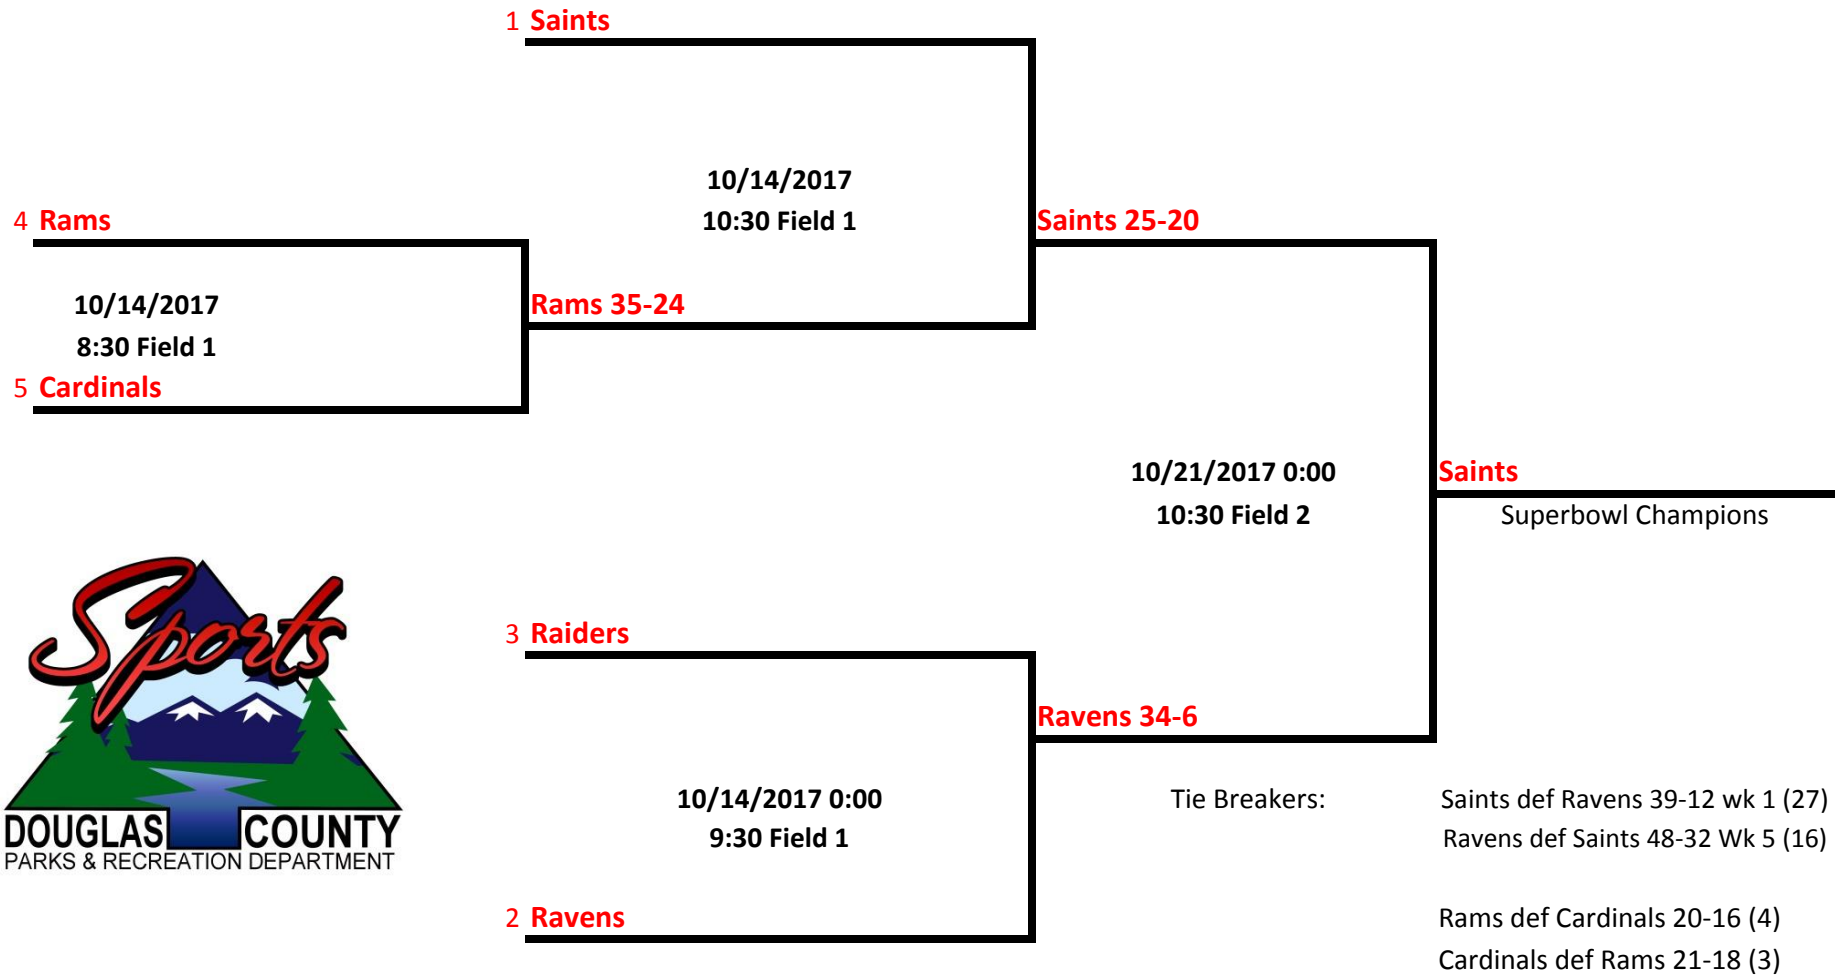 1 Saints
10/14/2017
10:30 Field 1
4 Rams
Saints 25-20
10/14/2017
8:30 Field 1
Rams 35-24
5 Cardinals
10/21/2017 0:00
10:30 Field 2
Saints
Superbowl Champions
Sports
DOUGLAS COUNTY
PARKS & RECREATION DEPARTMENT
3 Raiders
Ravens 34-6
10/14/2017 0:00
9:30 Field 1
2 Ravens
Tie Breakers:
Saints def Ravens 39-12 wk 1 (27)
Ravens def Saints 48-32 Wk 5 (16)
Rams def Cardinals 20-16 (4)
Cardinals def Rams 21-18 (3)